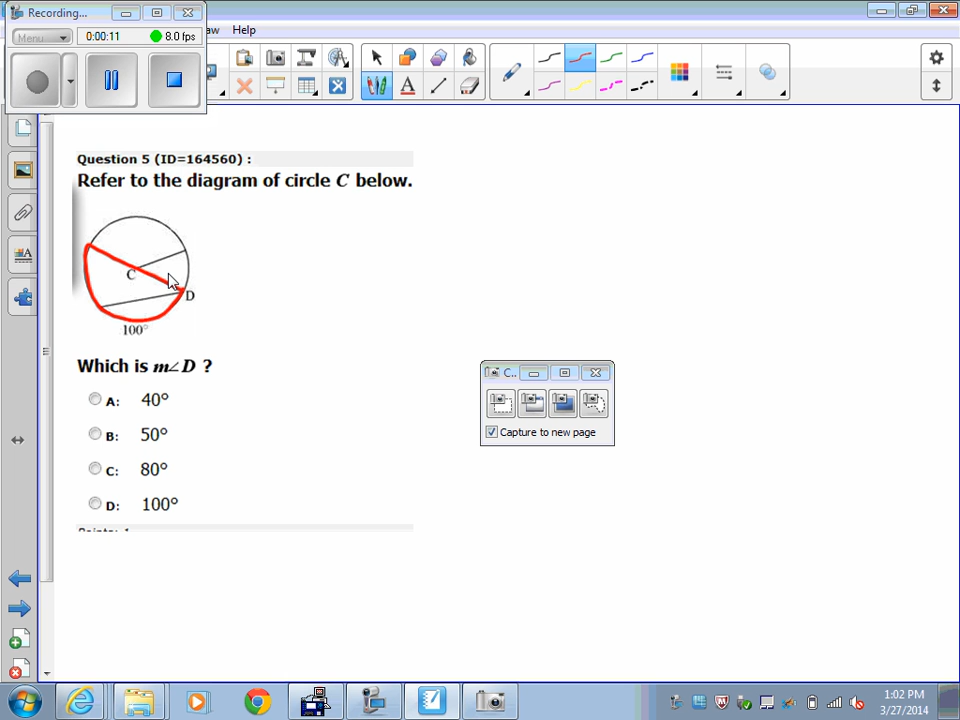 Recording...
Menu
0:00:11
8.0 fps
aw
Help
Question 5 (ID=164560) :
Refer to the diagram of circle C below.
C
D
100°
Which is m∠D ?
A: 40°
B: 50°
C: 80°
D: 100°
C..
Capture to new page
1:02 PM
3/27/2014